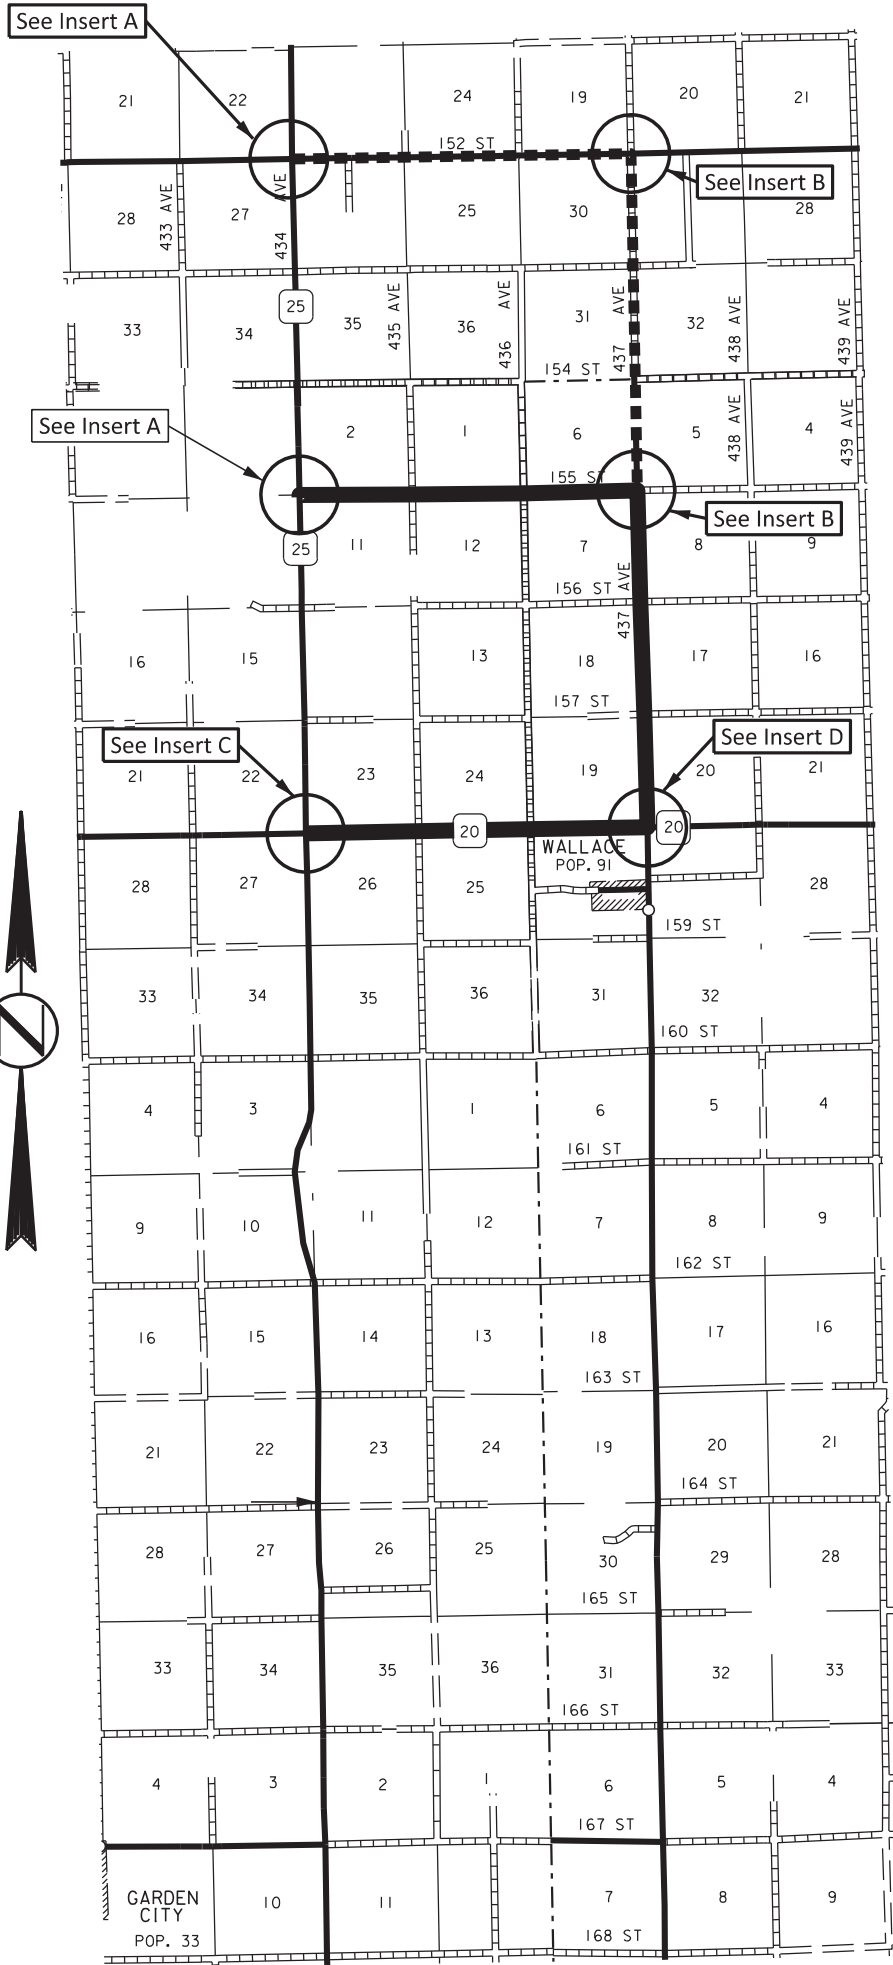 See Insert A
21
22
24
19
20
21
152 ST
See Insert B
28
433 AVE
27
434 AVE
25
30
28
25
33
34
35
435 AVE
36
436 AVE
31
437 AVE
32
438 AVE
439 AVE
154 ST
See Insert A
2
1
6
5
438 AVE
4
439 AVE
155 ST
See Insert B
25
11
12
7
8
9
156 ST
437 AVE
16
15
13
18
17
16
157 ST
See Insert C
See Insert D
21
22
23
24
19
20
21
20
20
WALLACE
POP. 91
28
27
26
25
28
159 ST
33
34
35
36
31
32
160 ST
N
4
3
1
6
5
4
161 ST
9
10
11
12
7
8
9
162 ST
16
15
14
13
18
17
16
163 ST
21
22
23
24
19
20
21
164 ST
28
27
26
25
30
29
28
165 ST
33
34
35
36
31
32
33
166 ST
4
3
2
1
6
5
4
167 ST
GARDEN
CITY
POP. 33
10
11
7
8
9
168 ST